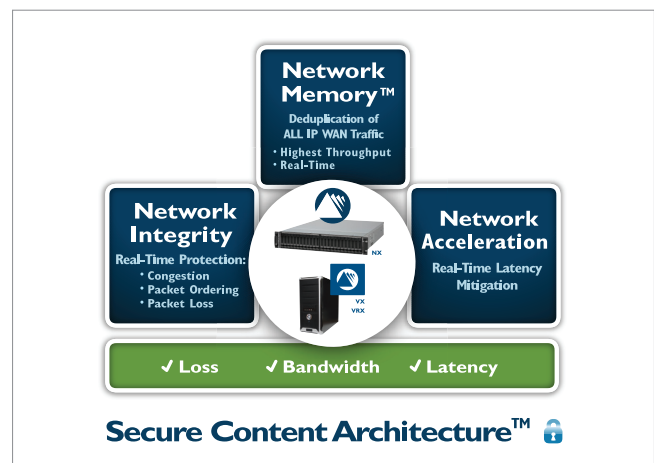 Network
Memory™
Deduplication of
ALL IP WAN Traffic
• Highest Throughput
• Real-Time
Network
Integrity
Real-Time Protection:
• Congestion
• Packet Ordering
• Packet Loss
NX
VX
VRX
Network
Acceleration
Real-Time Latency
Mitigation
✓ Loss ✓ Bandwidth ✓ Latency
Secure Content Architecture™